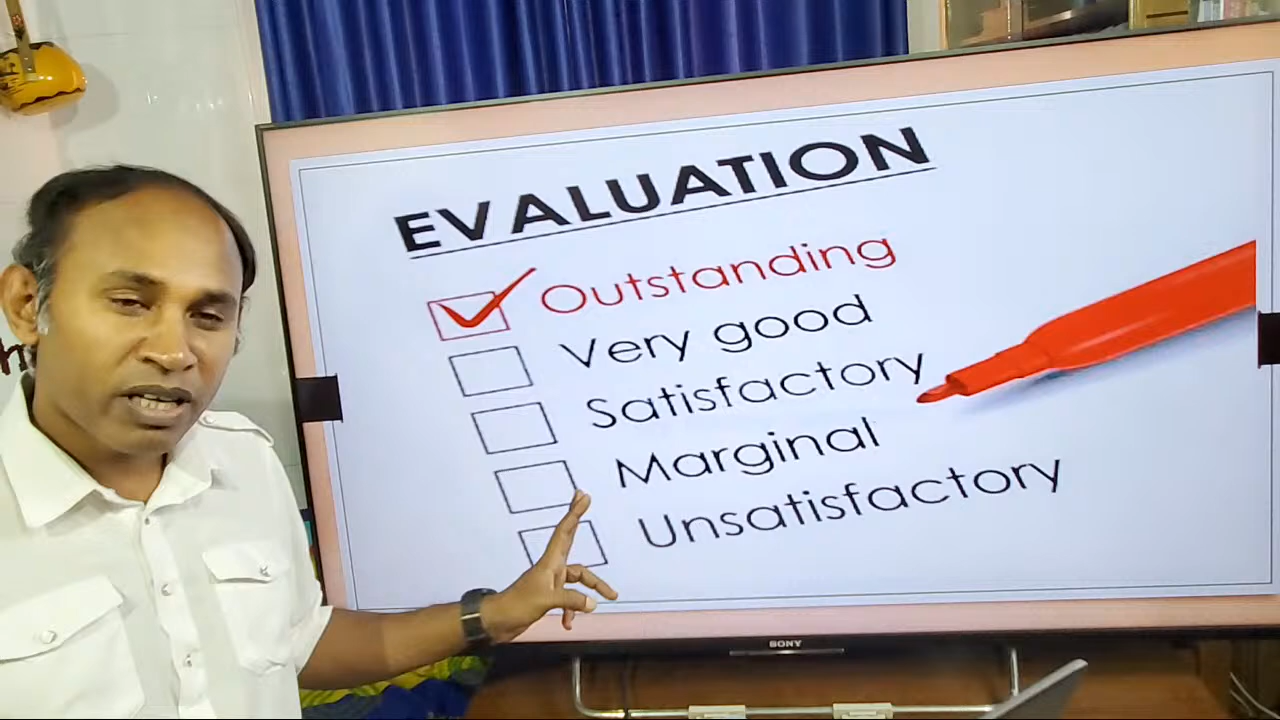 EVALUATION
Outstanding
Very good
Satisfactory
Marginal
Unsatisfactory
SONY